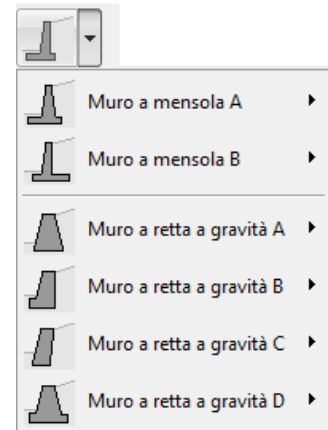 Muro a mensola A
Muro a mensola B
Muro a retta a gravità A
Muro a retta a gravità B
Muro a retta a gravità C
Muro a retta a gravità D